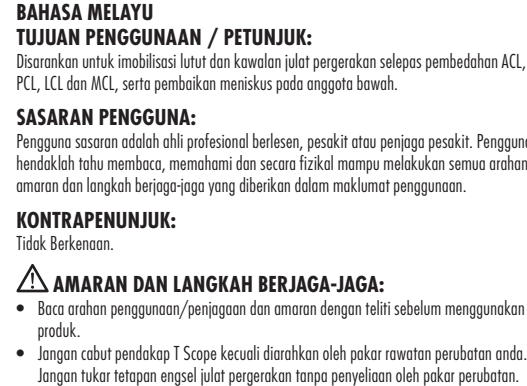 BAHASA MELAYU
TUJUAN PENGGUNAAN / PETUNJUK:
Disarankan untuk imobilisasi lutut dan kawalan julat pergerakan selepas pembedahan ACL,
PCL, LCL dan MCL, serta pembaikan meniskus pada anggota bawah.
SASARAN PENGGUNA:
Pengguna sasaran adalah ahli profesional berlesen, pesakit atau penjaga pesakit. Pengguna
hendaklah tahu membaca, memahami dan secara fizikal mampu melakukan semua arahan
amaran dan langkah berjaga-jaga yang diberikan dalam maklumat penggunaan.
KONTRAPENUNJUK:
Tidak Berkenaan.
AMARAN DAN LANGKAH BERJAGA-JAGA:
• Baca arahan penggunaan/penjagaan dan amaran dengan teliti sebelum menggunakan
produk.
• Jangan cabut pendakap T Scope kecuali diarahkan oleh pakar rawatan perubatan anda.
Jangan tukar tetapan engsel julat pergerakan tanpa penyeliaan oleh pakar perubatan.